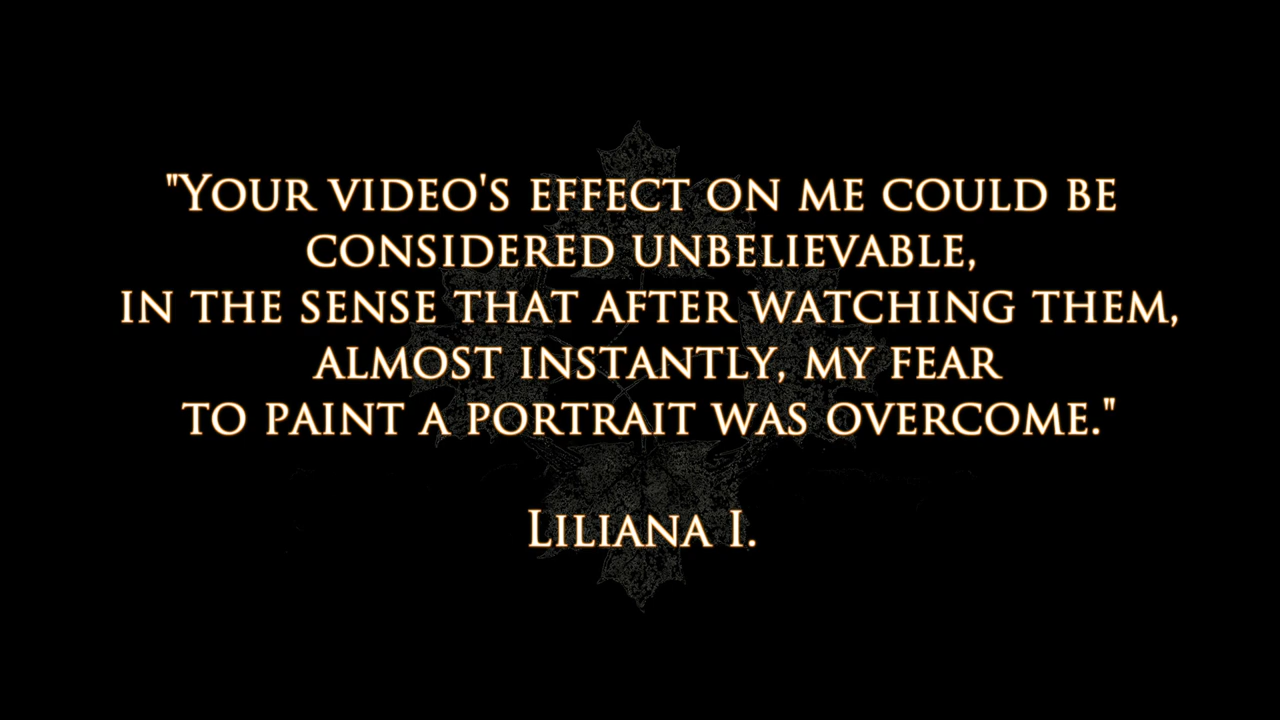 "Your video's effect on me could be
considered unbelievable,
in the sense that after watching them,
almost instantly, my fear
to paint a portrait was overcome."
Liliana I.